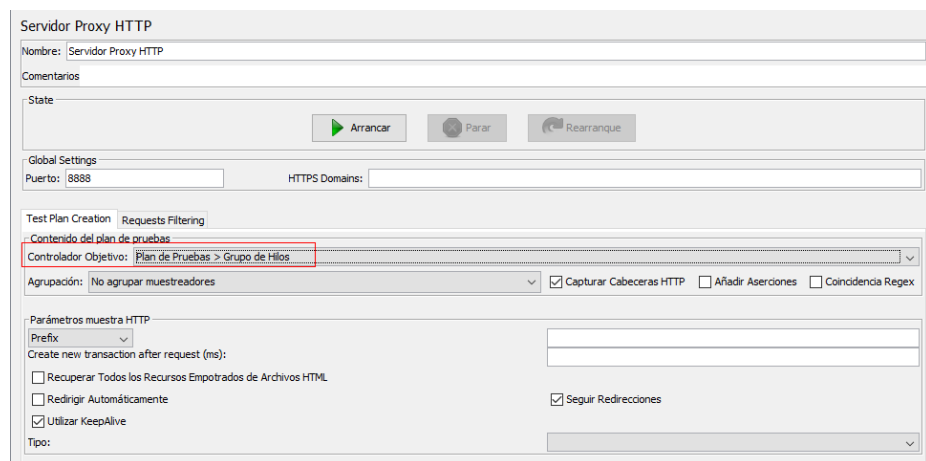 Servidor Proxy HTTP
Nombre: Servidor Proxy HTTP
Comentarios
State
Arrancar Parar Rearranque
Global Settings
Puerto: 8888 HTTPS Domains:
Test Plan Creation Requests Filtering
Contenido del plan de pruebas
Controlador Objetivo: Plan de Pruebas > Grupo de Hilos
Agrupación: No agrupar muestreadores Capturar Cabeceras HTTP Añadir Aserciones Coincidencia Regex
Parámetros muestra HTTP
Prefix
Create new transaction after request (ms):
Recuperar Todos los Recursos Empotrados de Archivos HTML
Redirigir Automáticamente Seguir Redirecciones
Utilizar KeepAlive
Tipo: